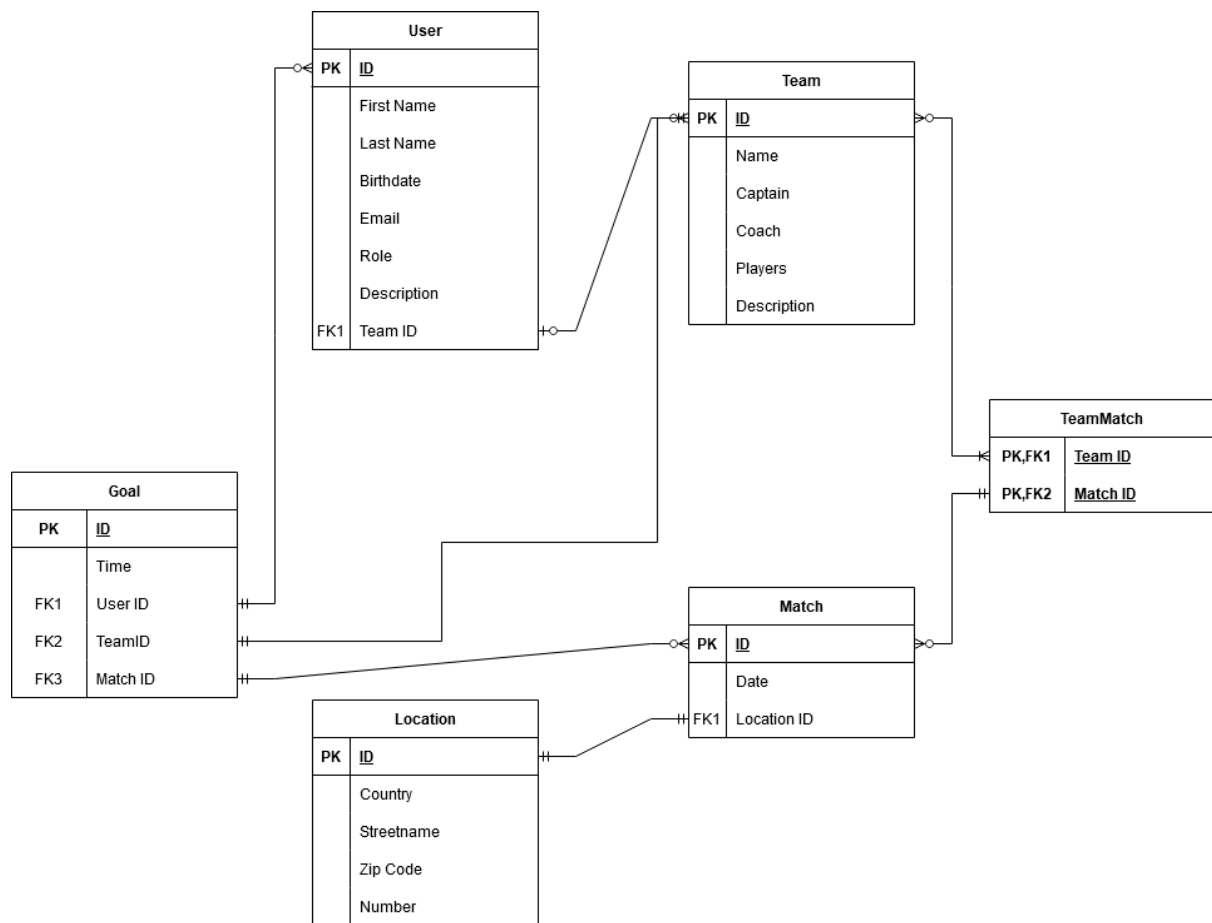 User
PK ID
First Name
Last Name
Birthdate
Email
Role
Description
FK1 Team ID
Team
PK ID
Name
Captain
Coach
Players
Description
TeamMatch
PK,FK1 Team ID
PK,FK2 Match ID
Goal
PK ID
Time
FK1 User ID
FK2 TeamID
FK3 Match ID
Match
PK ID
Date
FK1 Location ID
Location
PK ID
Country
Streetname
Zip Code
Number